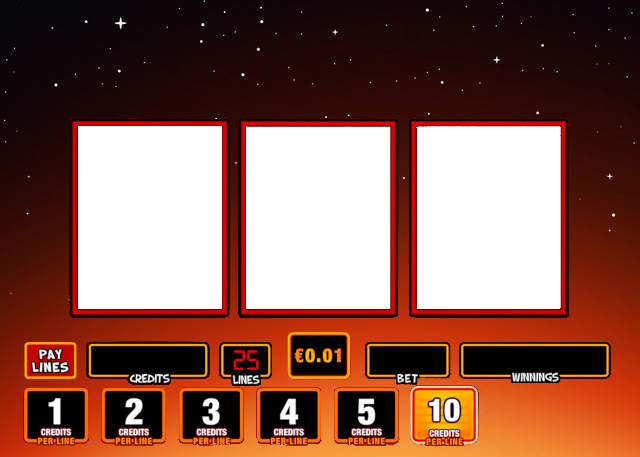 PAY
LINES
CREDITS
25
LINES
€0.01
BET
WINNINGS
1
CREDITS
PER LINE
2
CREDITS
PER LINE
3
CREDITS
PER LINE
4
CREDITS
PER LINE
5
CREDITS
PER LINE
10
CREDITS
PER LINE